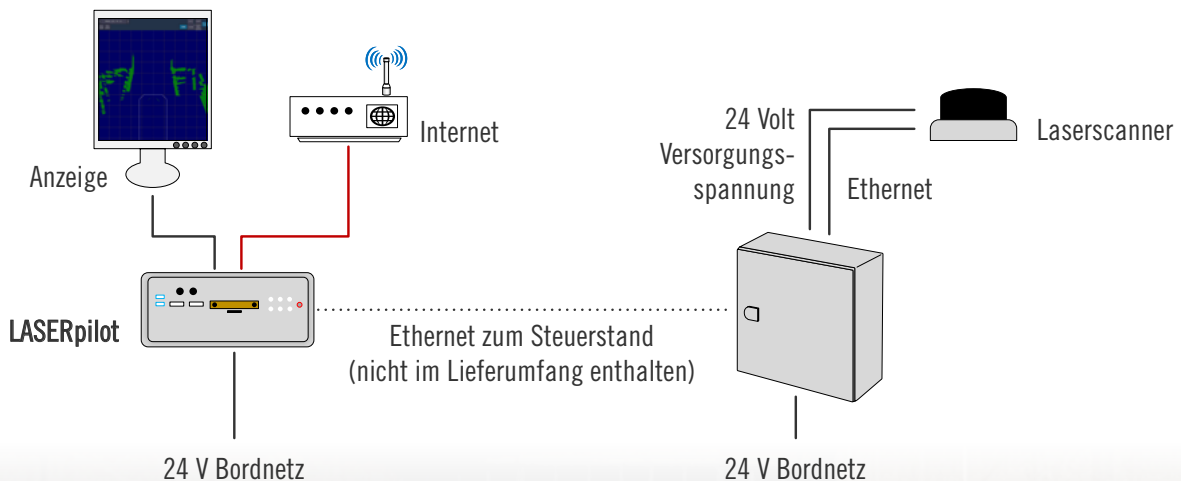 Anzeige
Internet
24 Volt
Versorgungs-
spannung
Ethernet
Laserscanner
LASERpilot
Ethernet zum Steuerstand
(nicht im Lieferumfang enthalten)
24 V Bordnetz
24 V Bordnetz